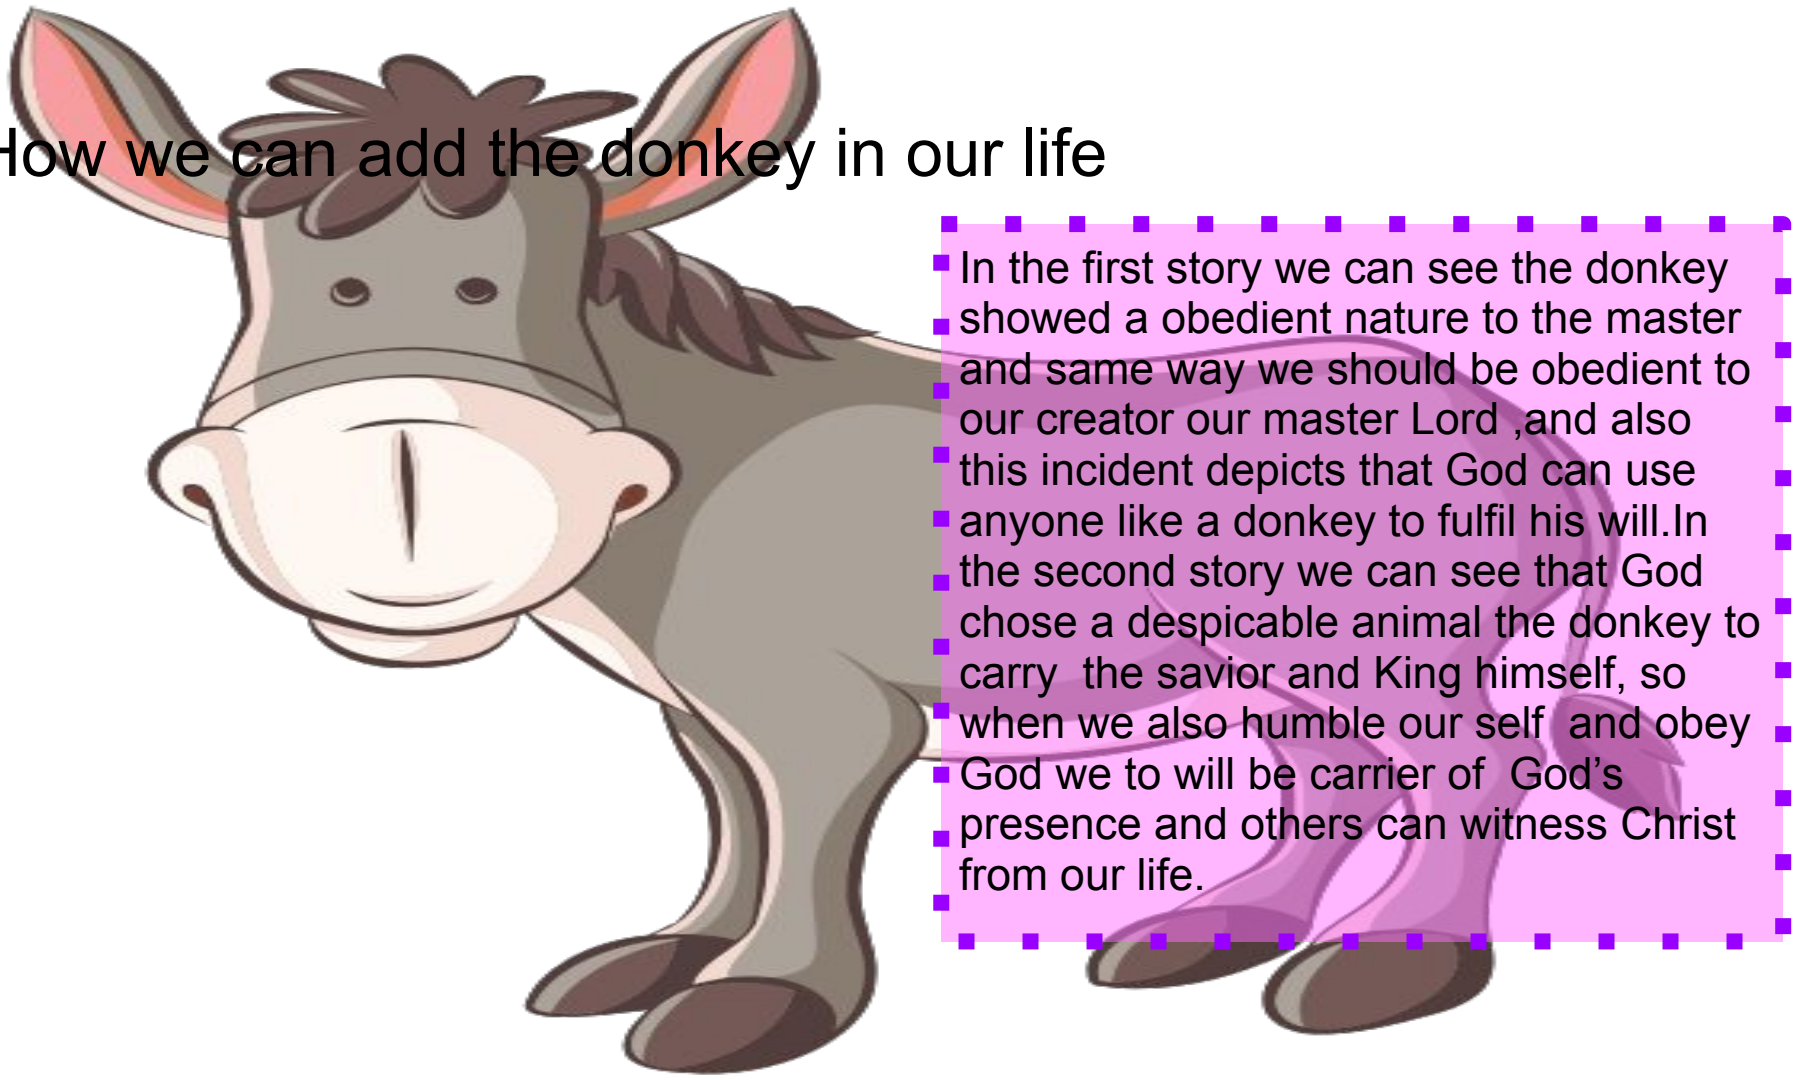 How we can add the donkey in our life
In the first story we can see the donkey
showed a obedient nature to the master
and same way we should be obedient to
our creator our master Lord ,and also
this incident depicts that God can use
anyone like a donkey to fulfil his will.In
the second story we can see that God
chose a despicable animal the donkey to
carry  the savior and King himself, so
when we also humble our self  and obey
God we to will be carrier of  God’s
presence and others can witness Christ
from our life.